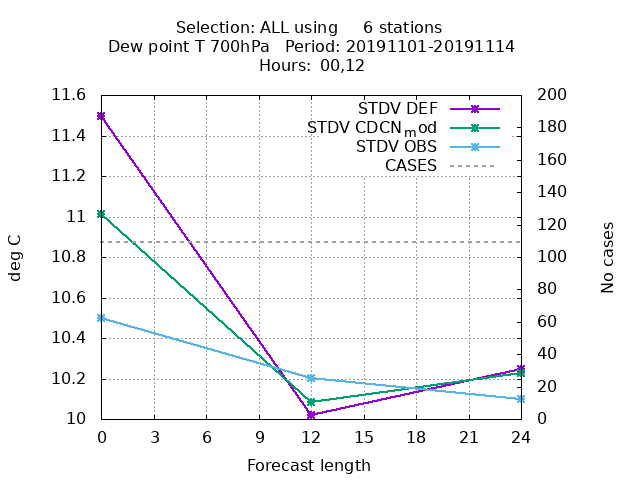 Selection: ALL using     6 stations
Dew point T 700hPa   Period: 20191101-20191114
Hours: 00,12
11.6
11.4
11.2
11
10.8
10.6
10.4
10.2
10
deg C
STDV DEF
STDV CDCNmod
STDV OBS
CASES
200
180
160
140
120
100
80
60
40
20
0
No cases
0 3 6 9 12 15 18 21 24
Forecast length